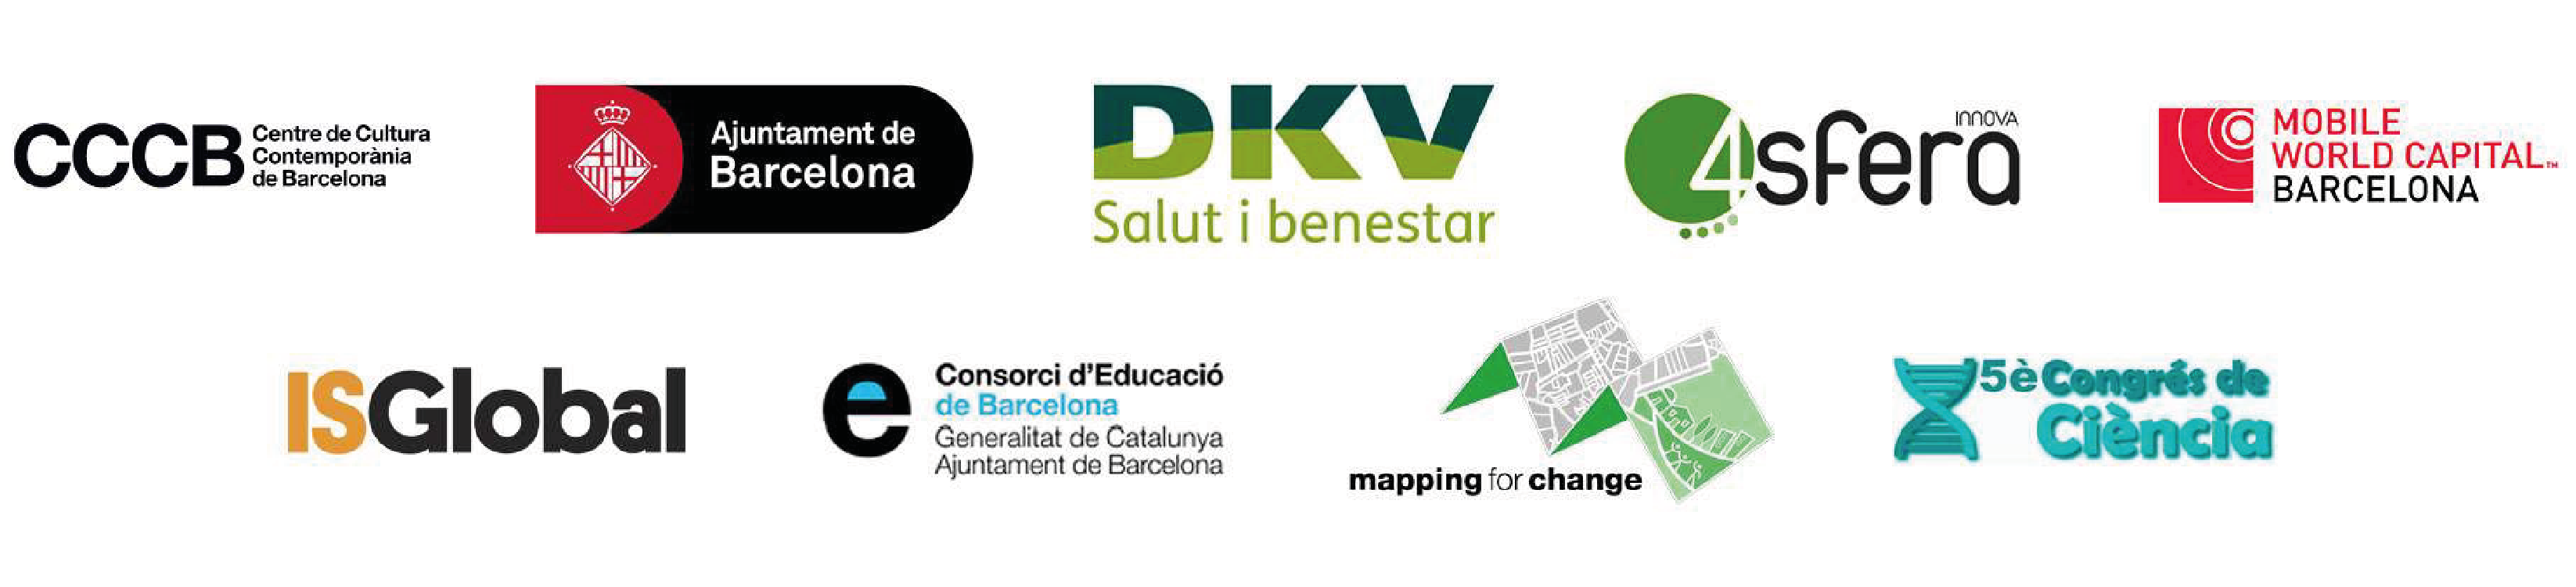 CCCB
Centre de Cultura
Contemporània
de Barcelona
Ajuntament de
Barcelona
DKV
Salut i benestar
4sfera
innova
MOBILE
WORLD CAPITAL™
BARCELONA
ISGlobal
e
Consorci d'Educació
de Barcelona
Generalitat de Catalunya
Ajuntament de Barcelona
mapping for change
5è Congrés de
Ciència